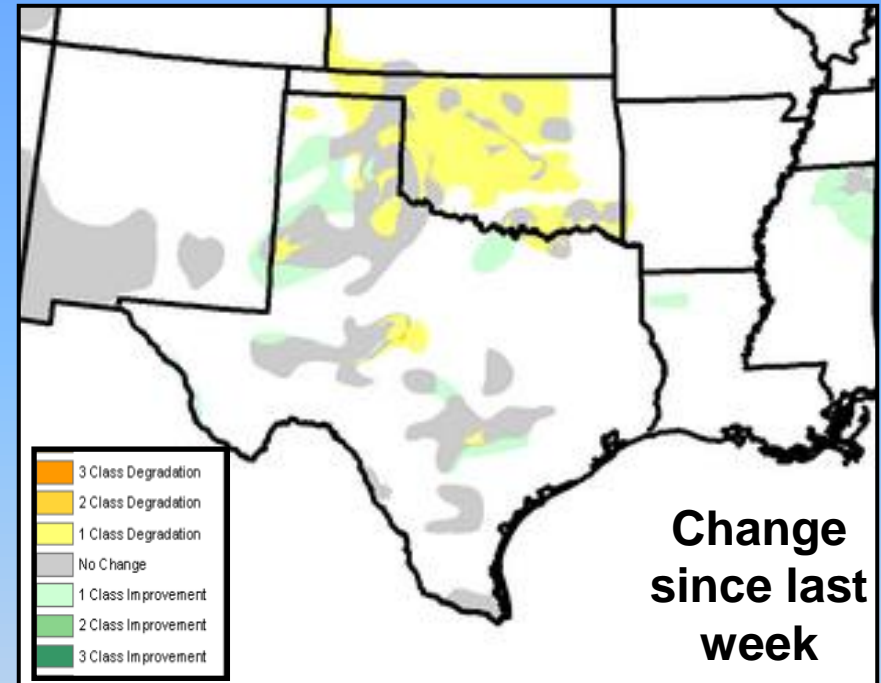 3 Class Degradation
2 Class Degradation
1 Class Degradation
No Change
1 Class Improvement
2 Class Improvement
3 Class Improvement
Change
since last
week